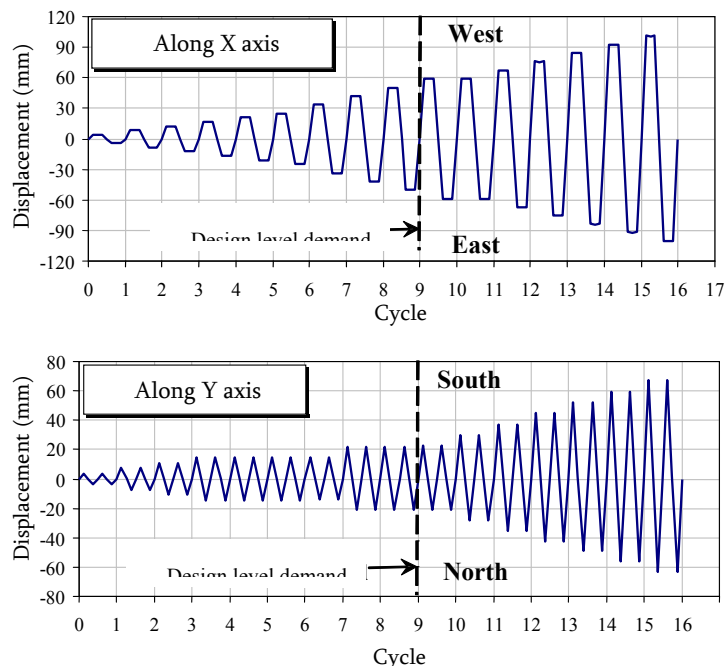 Along X axis
West
Displacement (mm)
120
90
60
30
0
-30
-60
-90
-120
Design level demand
East
0 1 2 3 4 5 6 7 8 9 10 11 12 13 14 15 16 17
Cycle
Along Y axis
South
Displacement (mm)
80
60
40
20
0
-20
-40
-60
-80
Design level demand
North
0 1 2 3 4 5 6 7 8 9 10 11 12 13 14 15 16
Cycle